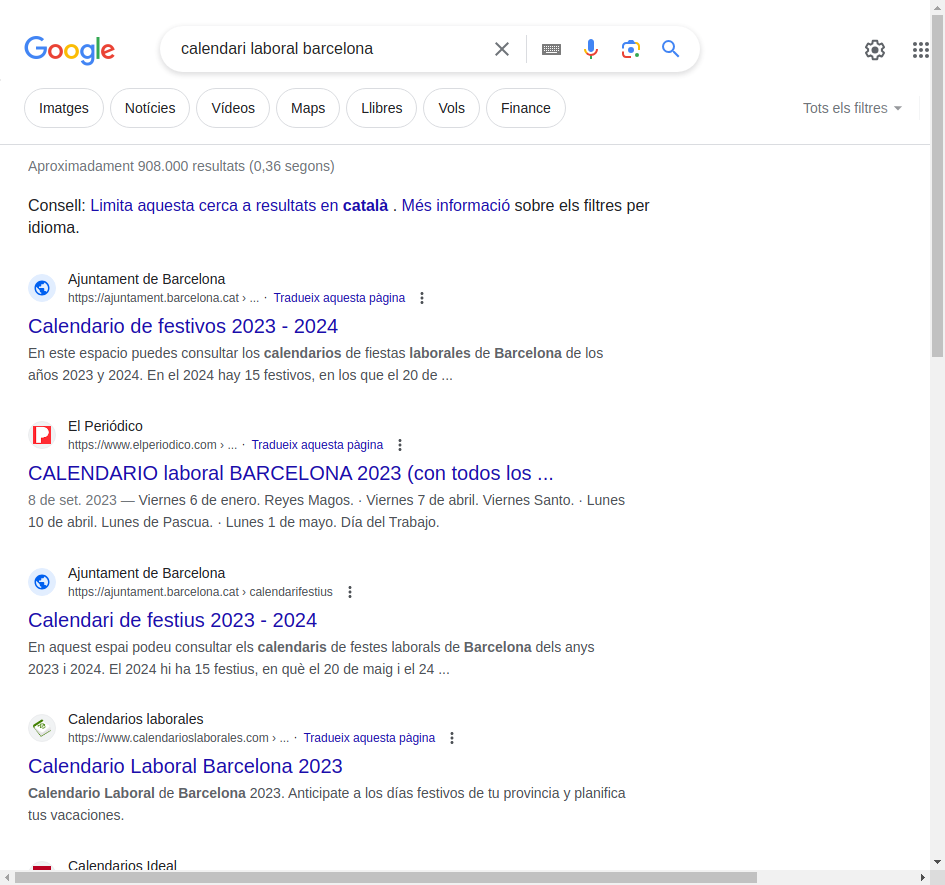 Google
calendari laboral barcelona
Imatges
Notícies
Vídeos
Maps
Llibres
Vols
Finance
Tots els filtres
Aproximadament 908.000 resultats (0,36 segons)
Consell: Limita aquesta cerca a resultats en català . Més informació sobre els filtres per
idioma.
Ajuntament de Barcelona
https://ajuntament.barcelona.cat › ... · Tradueix aquesta pàgina
Calendario de festivos 2023 - 2024
En este espacio puedes consultar los calendarios de fiestas laborales de Barcelona de los
años 2023 y 2024. En el 2024 hay 15 festivos, en los que el 20 de ...
El Periódico
https://www.elperiodico.com › ... · Tradueix aquesta pàgina
CALENDARIO laboral BARCELONA 2023 (con todos los ...
8 de set. 2023 — Viernes 6 de enero. Reyes Magos. · Viernes 7 de abril. Viernes Santo. · Lunes
10 de abril. Lunes de Pascua. · Lunes 1 de mayo. Día del Trabajo.
Ajuntament de Barcelona
https://ajuntament.barcelona.cat › calendarifestius
Calendari de festius 2023 - 2024
En aquest espai podeu consultar els calendaris de festes laborals de Barcelona dels anys
2023 i 2024. El 2024 hi ha 15 festius, en què el 20 de maig i el 24 ...
Calendarios laborales
https://www.calendarioslaborales.com › ... · Tradueix aquesta pàgina
Calendario Laboral Barcelona 2023
Calendario Laboral de Barcelona 2023. Anticipate a los días festivos de tu provincia y planifica
tus vacaciones.
Calendarios Ideal